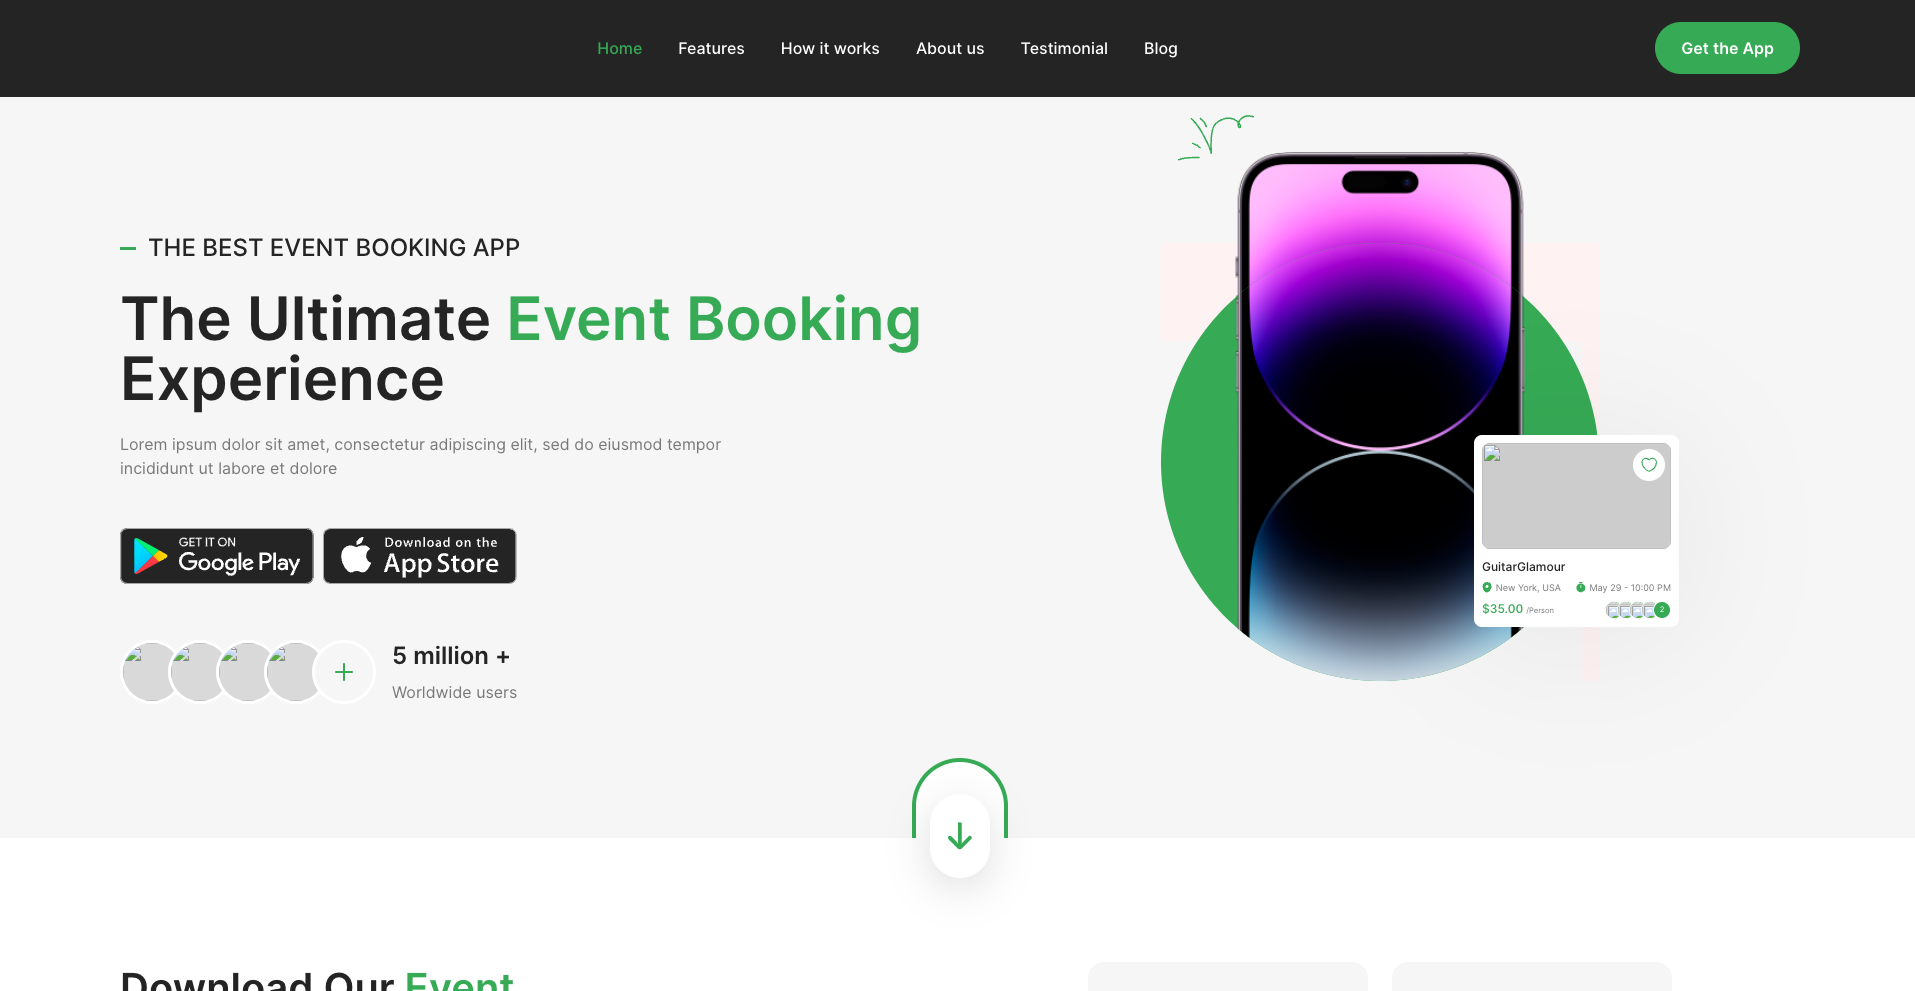 Home Features How it works About us Testimonial Blog Get the App
THE BEST EVENT BOOKING APP
The Ultimate Event Booking
Experience
Lorem ipsum dolor sit amet, consectetur adipiscing elit, sed do eiusmod tempor
incididunt ut labore et dolore
GET IT ON
Google Play
Download on the
App Store
5 million +
Worldwide users
GuitarGlamour
New York, USA May 29 - 10:00 PM
$35.00 /Person 2
Download Our Event